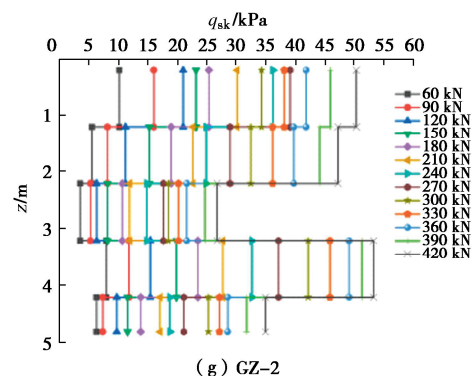 q_sk/kPa
0 5 10 15 20 25 30 35 40 45 50 55 60
1
2
3
4
5
z/m
60 kN
90 kN
120 kN
150 kN
180 kN
210 kN
240 kN
270 kN
300 kN
330 kN
360 kN
390 kN
420 kN
(g) GZ-2